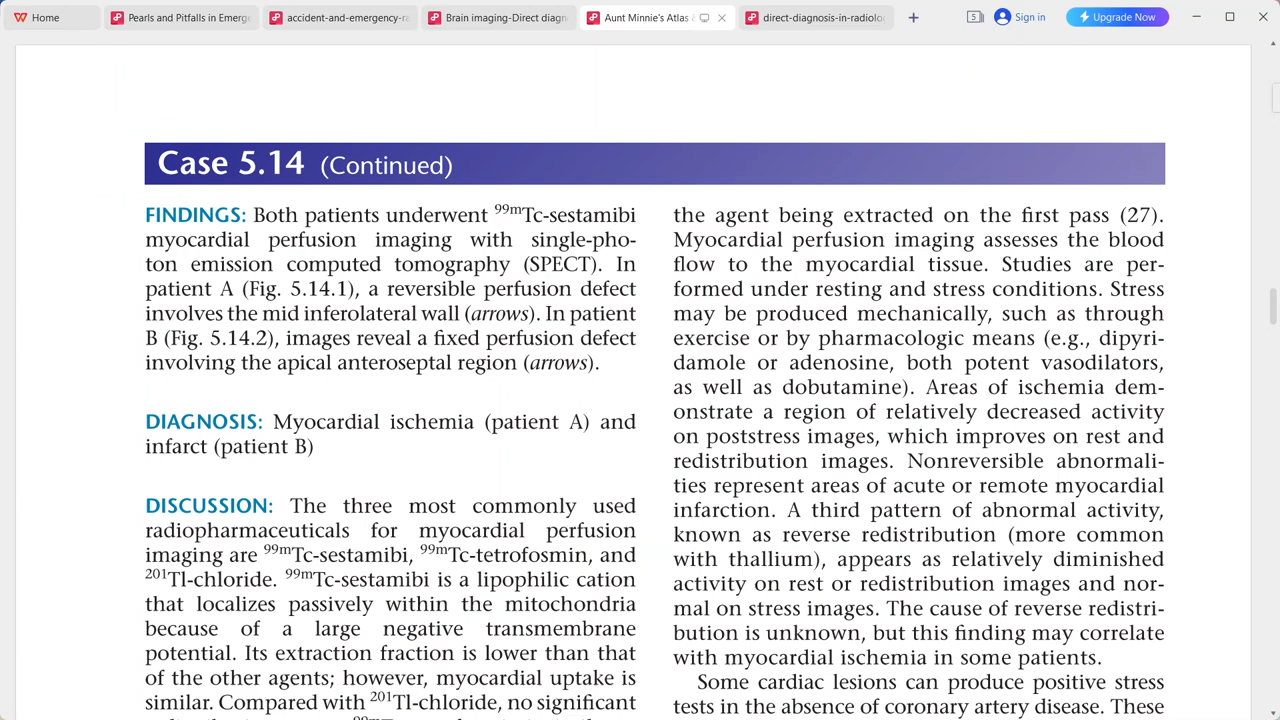 Home
Pearls and Pitfalls in Emerg
accident-and-emergency-ra
Brain imaging-Direct diagn
Aunt Minnie's Atlas &
direct-diagnosis-in-radiolo
Sign in
Upgrade Now
Case 5.14 (Continued)
FINDINGS: Both patients underwent 99mTc-sestamibi
myocardial perfusion imaging with single-pho-
ton emission computed tomography (SPECT). In
patient A (Fig. 5.14.1), a reversible perfusion defect
involves the mid inferolateral wall (arrows). In patient
B (Fig. 5.14.2), images reveal a fixed perfusion defect
involving the apical anteroseptal region (arrows).
DIAGNOSIS: Myocardial ischemia (patient A) and
infarct (patient B)
DISCUSSION: The three most commonly used
radiopharmaceuticals for myocardial perfusion
imaging are 99mTc-sestamibi, 99mTc-tetrofosmin, and
201Tl-chloride. 99mTc-sestamibi is a lipophilic cation
that localizes passively within the mitochondria
because of a large negative transmembrane
potential. Its extraction fraction is lower than that
of the other agents; however, myocardial uptake is
similar. Compared with 201Tl-chloride, no significant
the agent being extracted on the first pass (27).
Myocardial perfusion imaging assesses the blood
flow to the myocardial tissue. Studies are per-
formed under resting and stress conditions. Stress
may be produced mechanically, such as through
exercise or by pharmacologic means (e.g., dipyri-
damole or adenosine, both potent vasodilators,
as well as dobutamine). Areas of ischemia dem-
onstrate a region of relatively decreased activity
on poststress images, which improves on rest and
redistribution images. Nonreversible abnormali-
ties represent areas of acute or remote myocardial
infarction. A third pattern of abnormal activity,
known as reverse redistribution (more common
with thallium), appears as relatively diminished
activity on rest or redistribution images and nor-
mal on stress images. The cause of reverse redistri-
bution is unknown, but this finding may correlate
with myocardial ischemia in some patients.
Some cardiac lesions can produce positive stress
tests in the absence of coronary artery disease. These